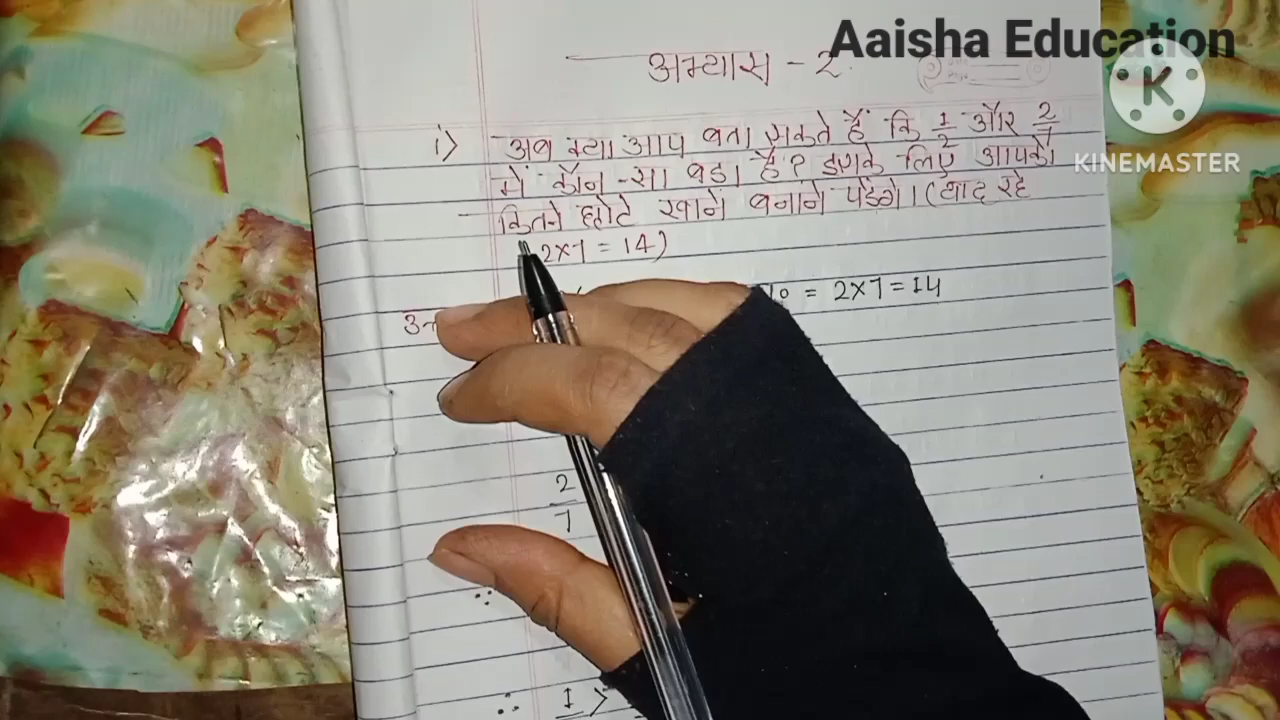 Aaisha Education
KINEMASTER
अभ्यास - 2.
i) अब क्या आप बता सकते हैं कि 1/2 और 2/7
में कौन-सा बड़ा है? इसके लिए आपको
कितने छोटे खाने बनाने पड़ेंगे। (याद रहे
2×7 = 14)
= 2×7 = 14
2/7
∴
∴ 1 >